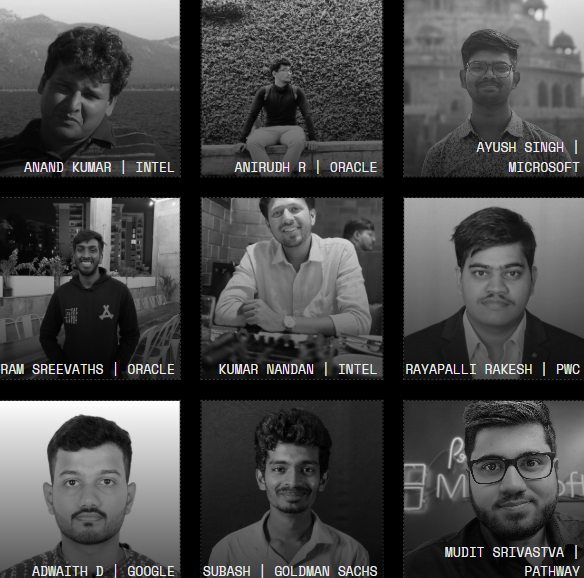 ANAND KUMAR | INTEL
ANIRUDH R | ORACLE
AYUSH SINGH |
MICROSOFT
RAM SREEVATHS | ORACLE
KUMAR NANDAN | INTEL
RAYAPALLI RAKESH | PWC
ADWAITH D | GOOGLE
SUBASH | GOLDMAN SACHS
MUDIT SRIVASTVA |
PATHWAY